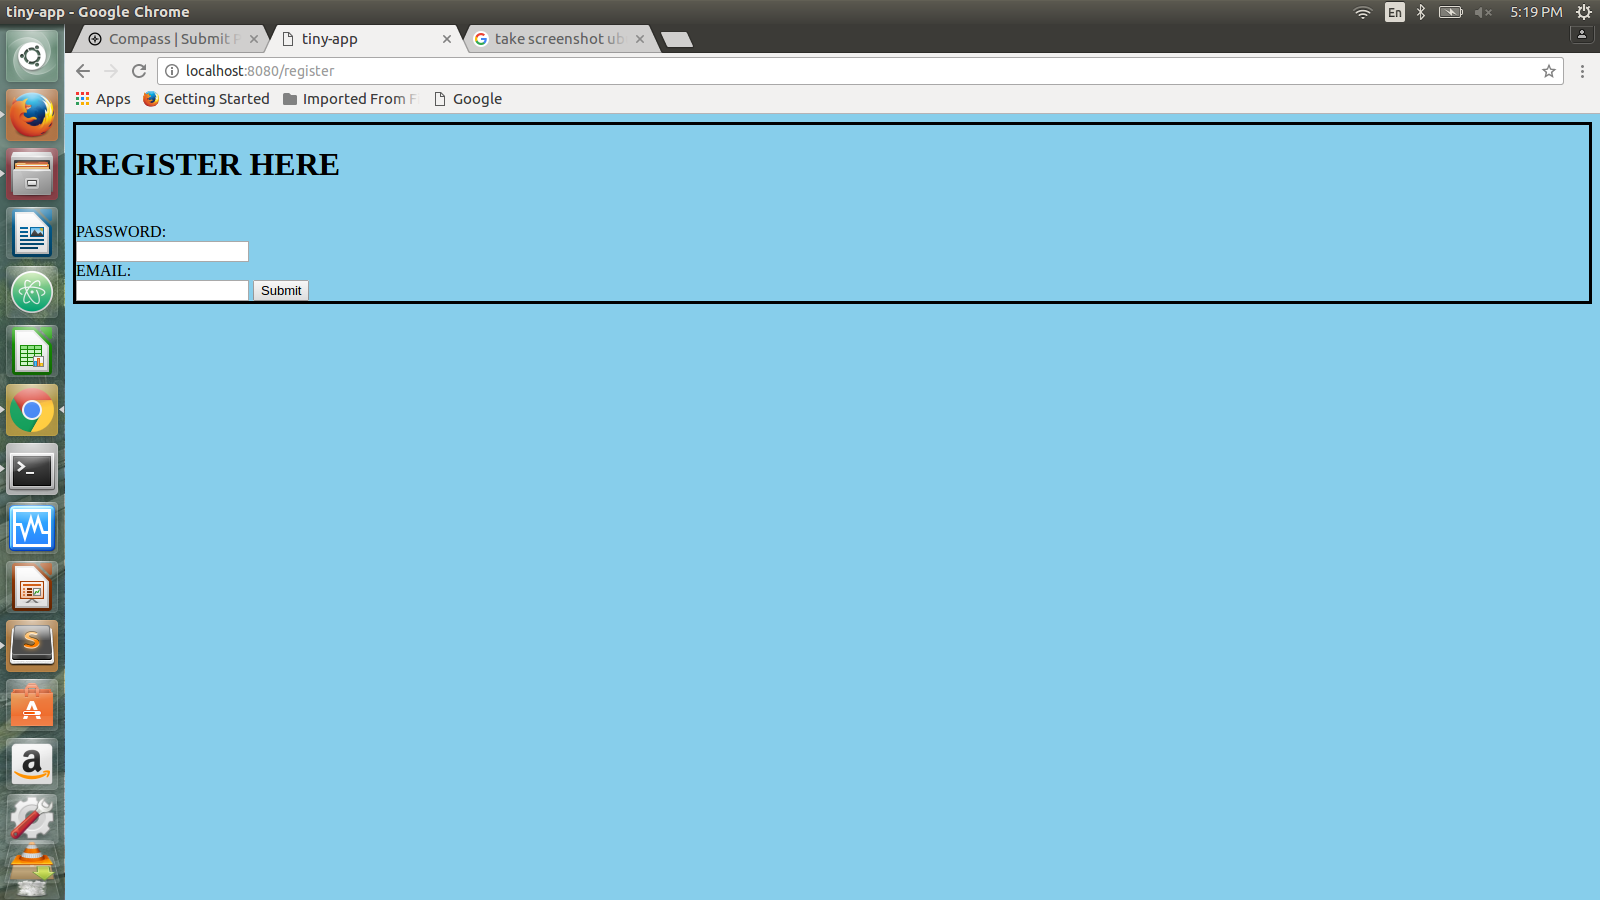 tiny-app - Google Chrome
En
5:19 PM
Compass | Submit
tiny-app
take screenshot ub
localhost:8080/register
Apps
Getting Started
Imported From F
Google
REGISTER HERE
PASSWORD:
EMAIL:
Submit